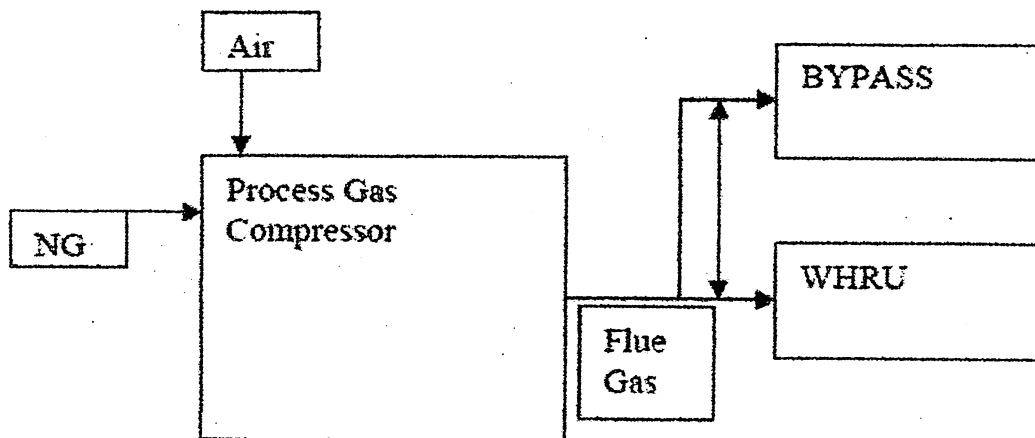 Air
BYPASS
Process Gas
Compressor
NG
WHRU
Flue
Gas